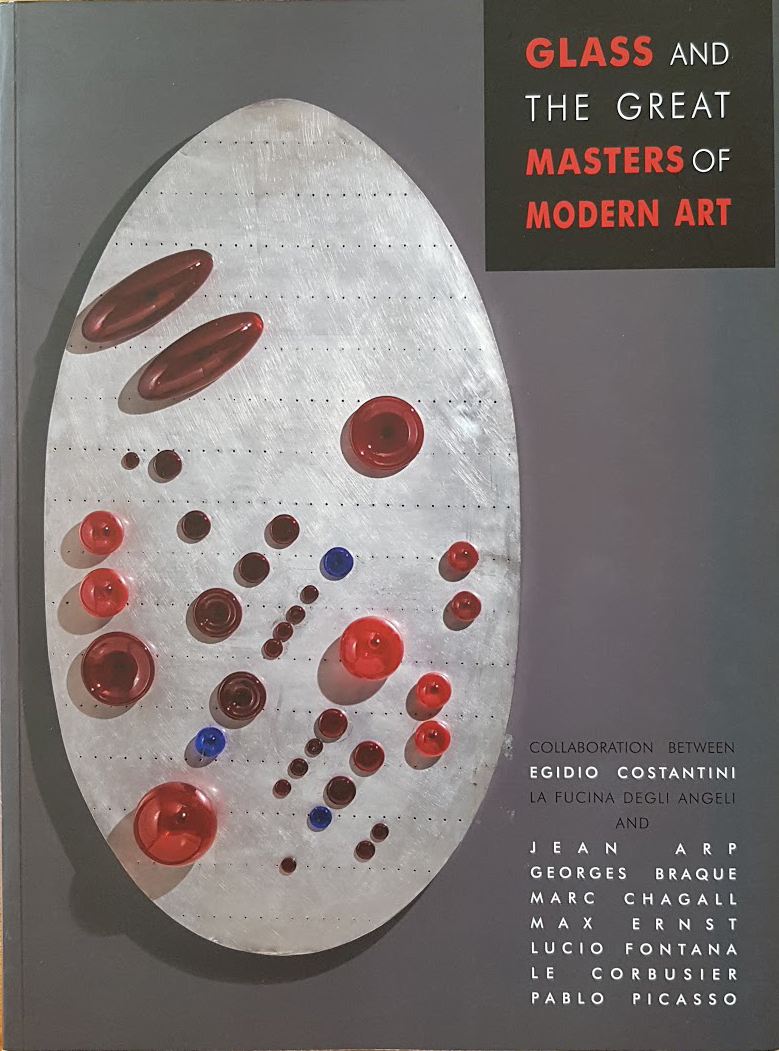 GLASS AND
THE GREAT
MASTERS OF
MODERN ART
COLLABORATION BETWEEN
EGIDIO COSTANTINI
LA FUCINA DEGLI ANGELI
AND
JEAN ARP
GEORGES BRAQUE
MARC CHAGALL
MAX ERNST
LUCIO FONTANA
LE CORBUSIER
PABLO PICASSO